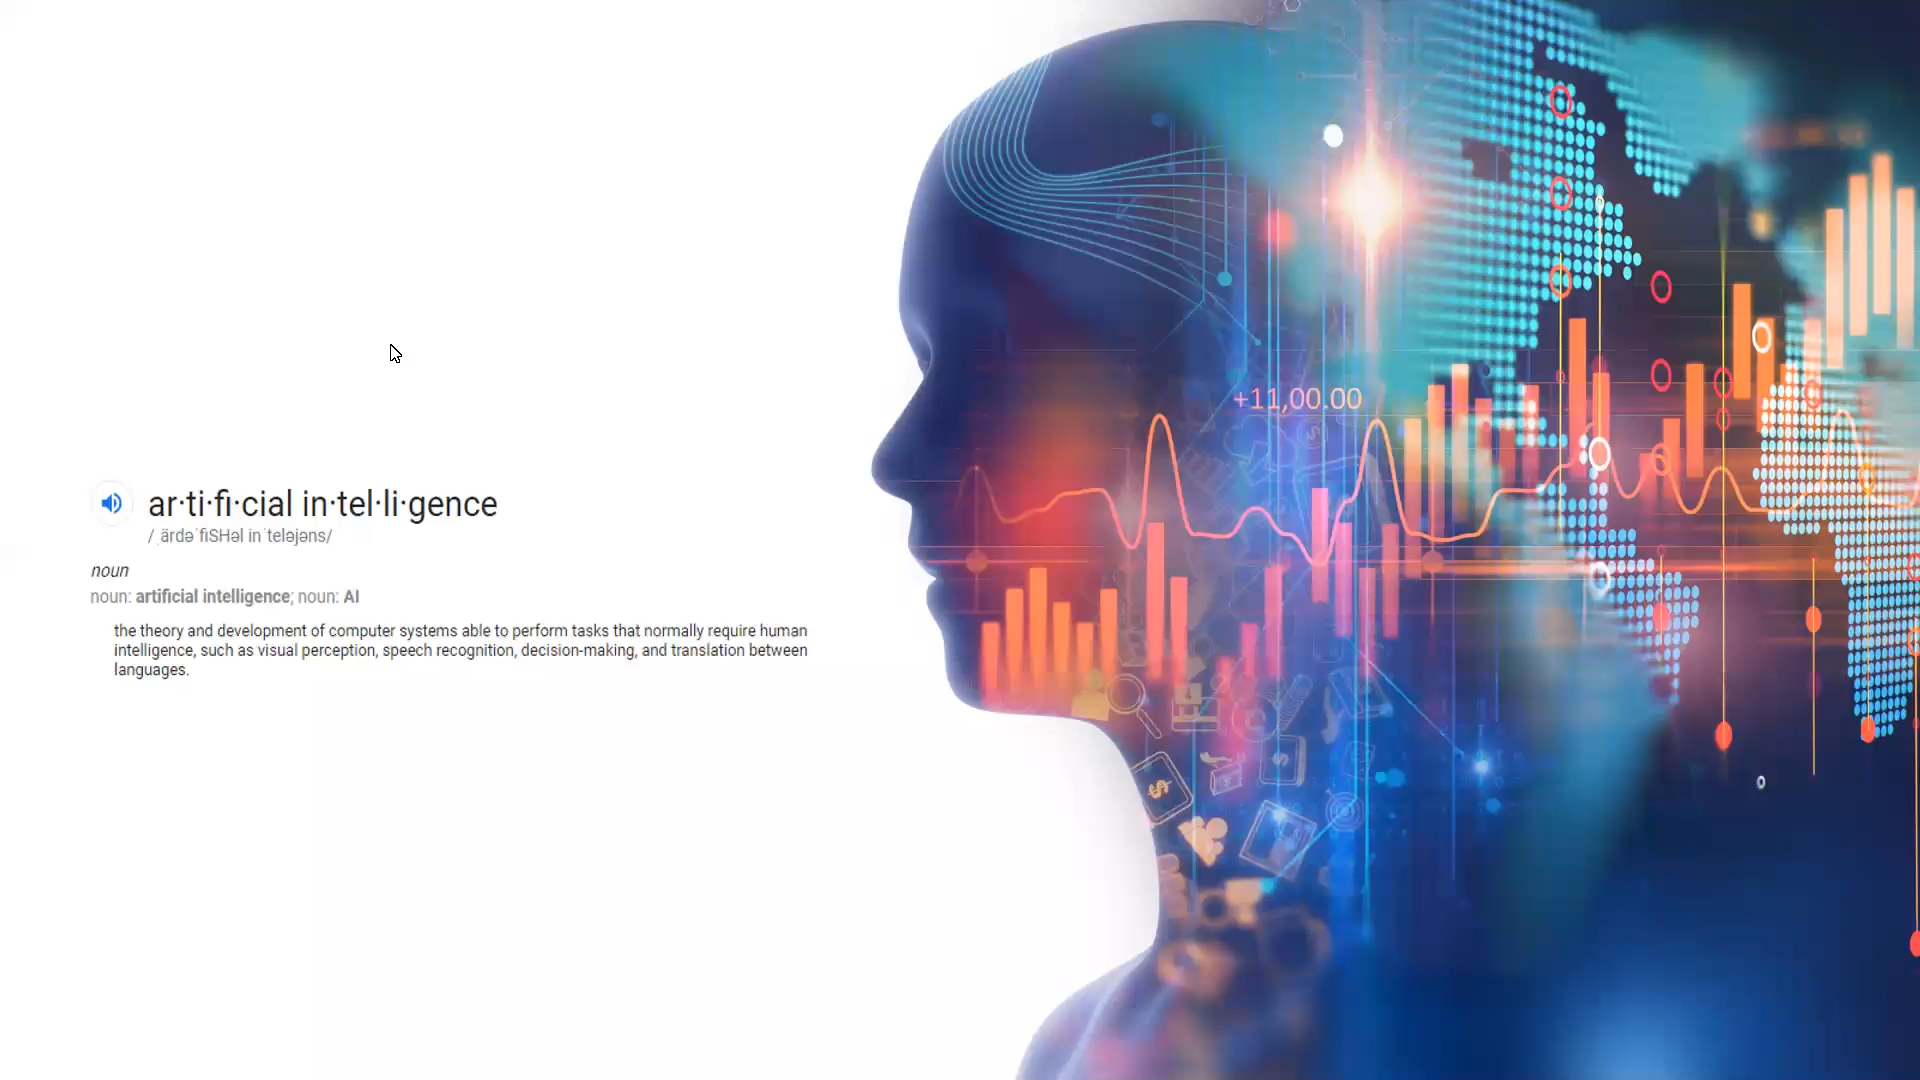 ar·ti·fi·cial in·tel·li·gence
/ˌärdəˈfiSHəl inˈteləjəns/
noun
noun: artificial intelligence; noun: AI
the theory and development of computer systems able to perform tasks that normally require human
intelligence, such as visual perception, speech recognition, decision-making, and translation between
languages.
+11,00.00